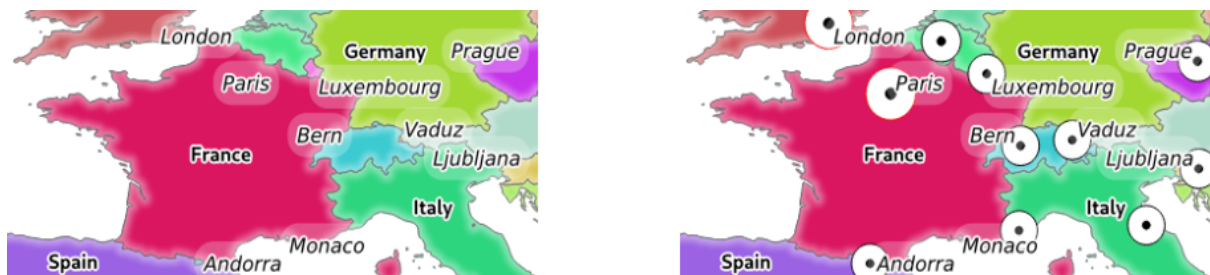 London
Germany
Prague
Paris
Luxembourg
Bern
Vaduz
France
Ljubljana
Italy
Monaco
Spain
Andorra
London
Germany
Prague
Paris
Luxembourg
Bern
Vaduz
France
Ljubljana
Italy
Monaco
Spain
Andorra